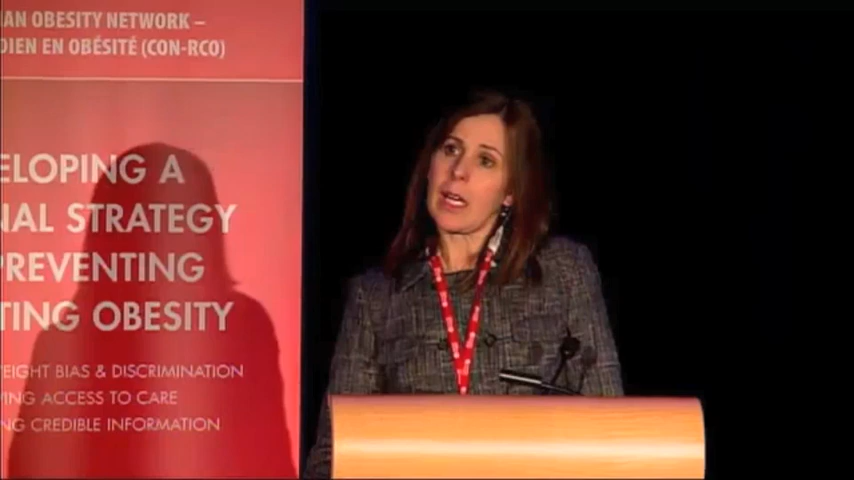 IAN OBESITY NETWORK –
DIEN EN OBÉSITÉ (CON-RCO)
ELOPING A
NAL STRATEGY
PREVENTING
TING OBESITY
EIGHT BIAS & DISCRIMINATION
ING ACCESS TO CARE
NG CREDIBLE INFORMATION